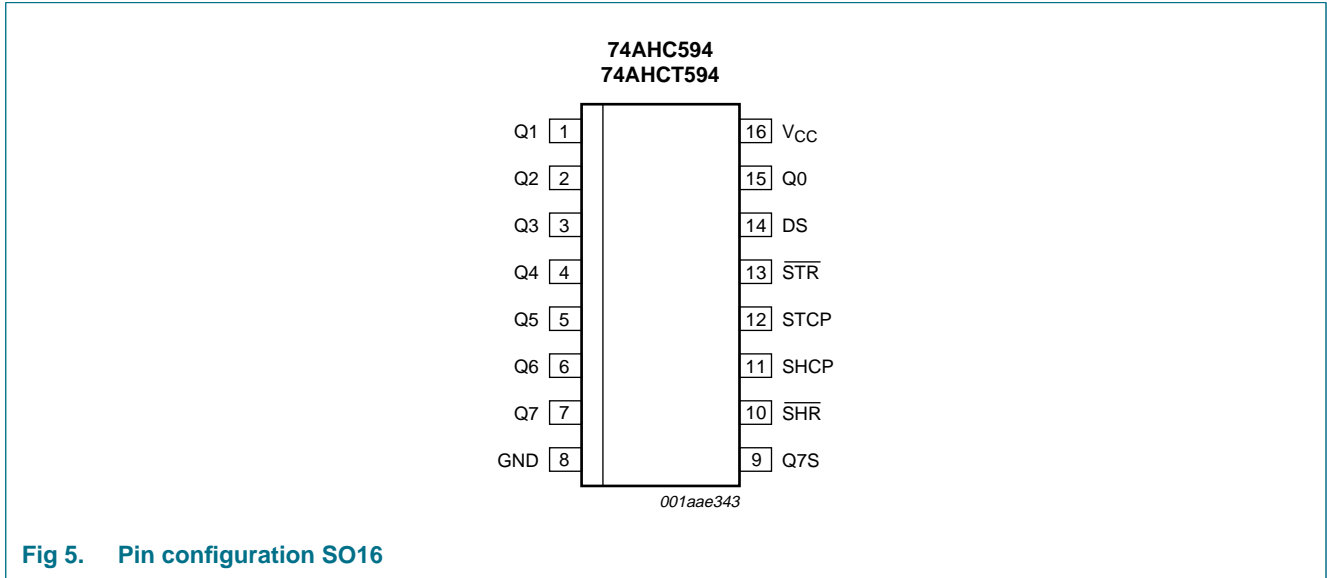 74AHC594
74AHCT594
Q1 1 16 VCC
Q2 2 15 Q0
Q3 3 14 DS
Q4 4 13 S̅T̅R̅
Q5 5 12 STCP
Q6 6 11 SHCP
Q7 7 10 S̅H̅R̅
GND 8 9 Q7S
001aae343
Fig 5. Pin configuration SO16